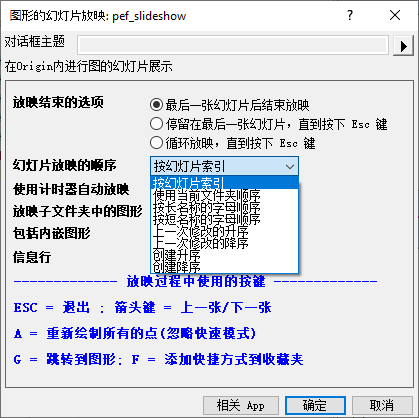 图形的幻灯片放映: pef_slideshow
对话框主题
在Origin内进行图的幻灯片展示
放映结束的选项
最后一张幻灯片后结束放映
停留在最后一张幻灯片，直到按下 Esc 键
循环放映，直到按下 Esc 键
幻灯片放映的顺序
按幻灯片索引
使用计时器自动放映
放映子文件夹中的图形
包括内嵌图形
信息行
按幻灯片索引
使用当前文件夹顺序
按长名称的字母顺序
按短名称的字母顺序
上一次修改的升序
上一次修改的降序
创建升序
创建降序
------------- 放映过程中使用的按键 -------------
ESC = 退出 ; 箭头键 = 上一张/下一张
A = 重新绘制所有的点(忽略快速模式)
G = 跳转到图形; F = 添加快捷方式到收藏夹
相关 App
确定
取消